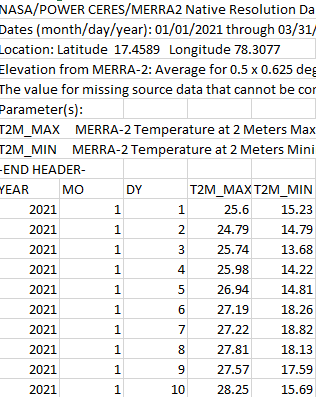 NASA/POWER CERES/MERRA2 Native Resolution Da
Dates (month/day/year): 01/01/2021 through 03/31/
Location: Latitude 17.4589 Longitude 78.3077
Elevation from MERRA-2: Average for 0.5 x 0.625 deg
The value for missing source data that cannot be cor
Parameter(s):
T2M_MAX MERRA-2 Temperature at 2 Meters Max
T2M_MIN MERRA-2 Temperature at 2 Meters Mini
-END HEADER-
YEAR MO DY T2M_MAX T2M_MIN
2021 1 1 25.6 15.23
2021 1 2 24.79 14.79
2021 1 3 25.74 13.68
2021 1 4 25.98 14.22
2021 1 5 26.94 14.81
2021 1 6 27.19 18.26
2021 1 7 27.22 18.82
2021 1 8 27.81 18.13
2021 1 9 27.57 17.59
2021 1 10 28.25 15.69